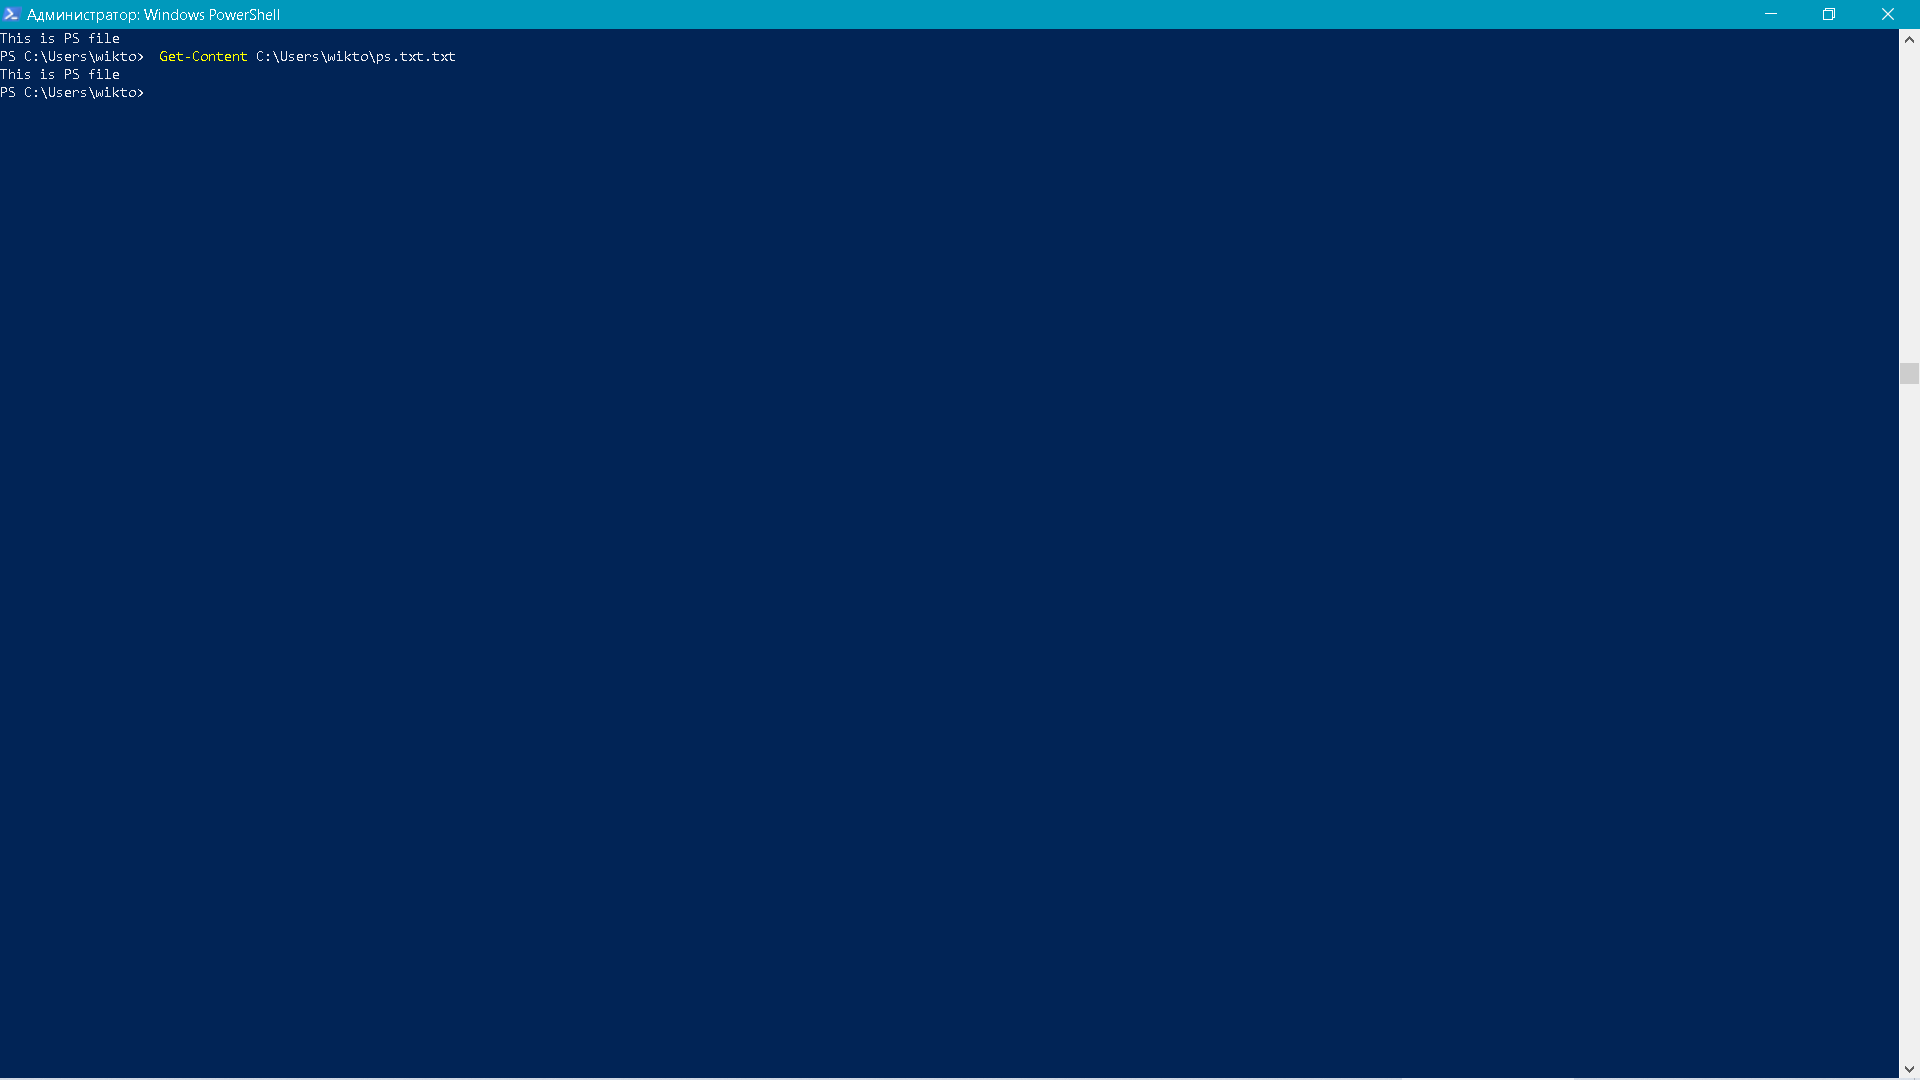 Администратор: Windows PowerShell
This is PS file
PS C:\Users\wikto>  Get-Content C:\Users\wikto\ps.txt.txt
This is PS file
PS C:\Users\wikto>